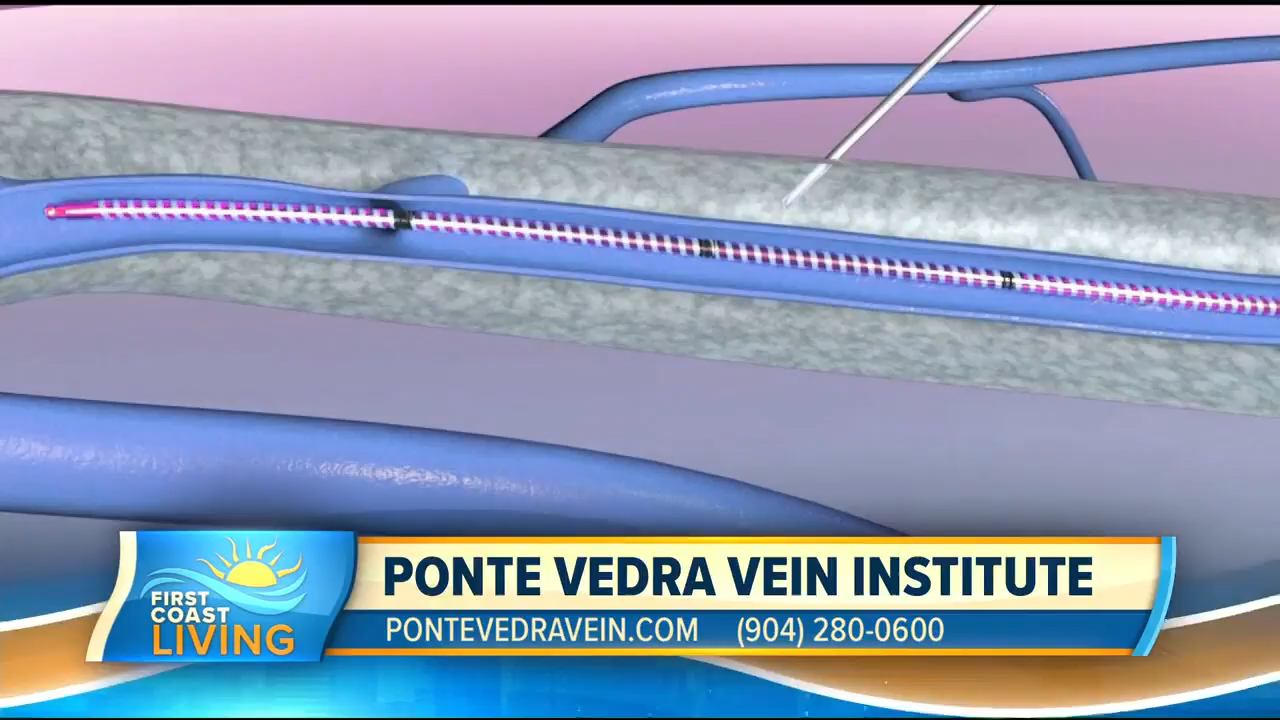 FIRST
COAST
LIVING
PONTE VEDRA VEIN INSTITUTE
PONTEVEDRAVEIN.COM (904) 280-0600